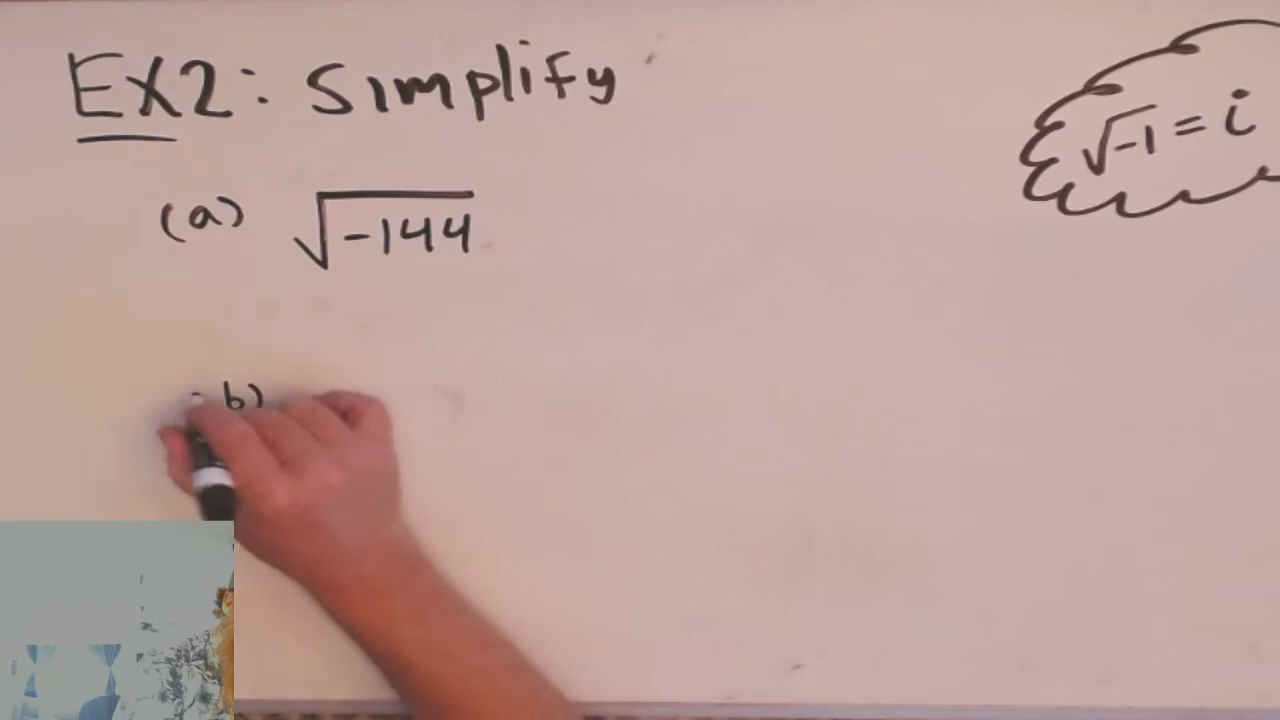 EX2: Simplify
√-1 = i
(a) √-144
b)